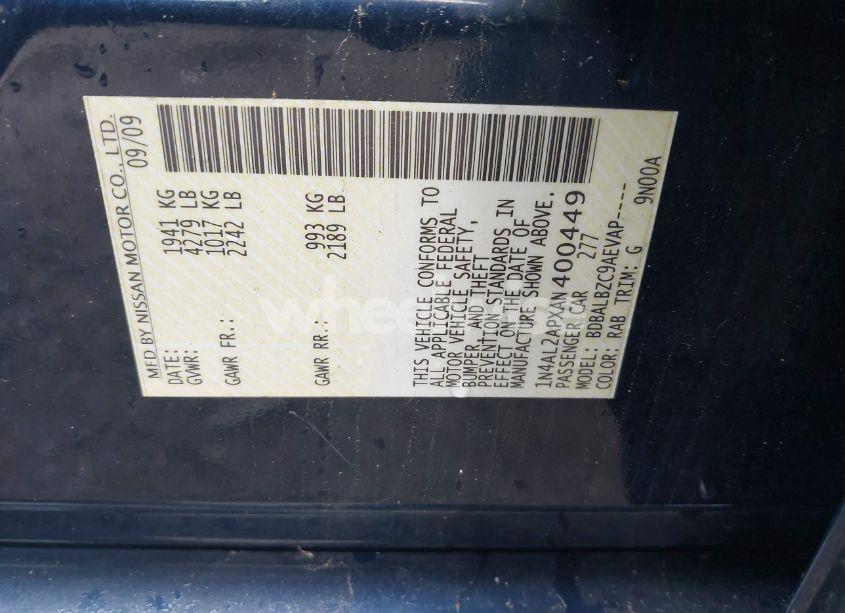 MFD BY NISSAN MOTOR CO., LTD.
DATE: 09/09
GVWR: 1941 KG
4279 LB
GAWR FR.: 1017 KG
2242 LB
GAWR RR.: 993 KG
2189 LB
THIS VEHICLE CONFORMS TO
ALL APPLICABLE FEDERAL
MOTOR VEHICLE SAFETY,
BUMPER, AND THEFT
PREVENTION STANDARDS IN
EFFECT ON THE DATE OF
MANUFACTURE SHOWN ABOVE.
1N4AL2APXAN400449
PASSENGER CAR 277
MODEL: BDBALBZC9AEVAP----
COLOR: RAB TRIM: G 9N00A